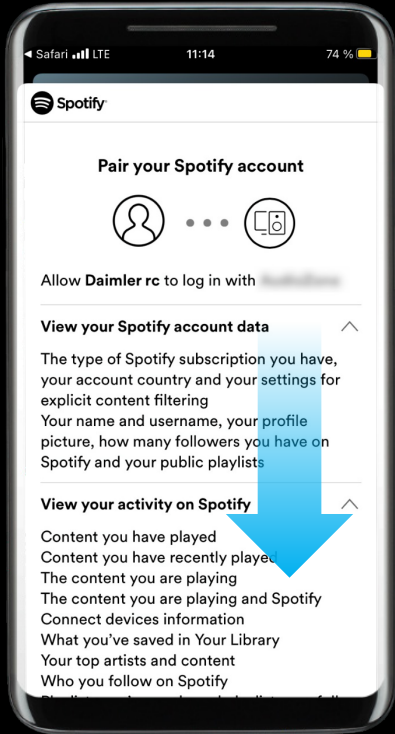 Safari LTE 11:14 74 %
Spotify
Pair your Spotify account
Allow Daimler rc to log in with
View your Spotify account data
The type of Spotify subscription you have,
your account country and your settings for
explicit content filtering
Your name and username, your profile
picture, how many followers you have on
Spotify and your public playlists
View your activity on Spotify
Content you have played
Content you have recently played
The content you are playing
The content you are playing and Spotify
Connect devices information
What you've saved in Your Library
Your top artists and content
Who you follow on Spotify